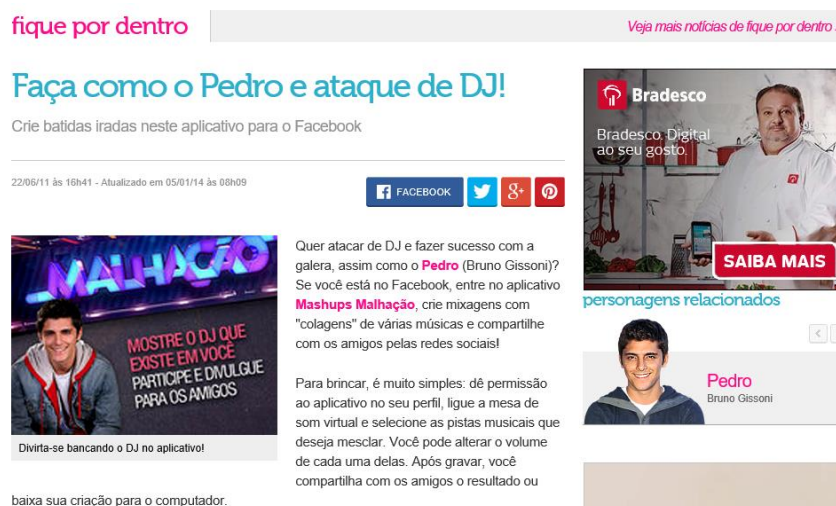 fique por dentro
Veja mais notícias de fique por dentro
Faça como o Pedro e ataque de DJ!
Crie batidas iradas neste aplicativo para o Facebook
22/06/11 às 16h41 - Atualizado em 05/01/14 às 08h09
FACEBOOK
MALHAÇÃO
MOSTRE O DJ QUE
EXISTE EM VOCÊ
PARTICIPE E DIVULGUE
PARA OS AMIGOS
Divirta-se bancando o DJ no aplicativo!
Quer atacar de DJ e fazer sucesso com a
galera, assim como o Pedro (Bruno Gissoni)?
Se você está no Facebook, entre no aplicativo
Mashups Malhação, crie mixagens com
"colagens" de várias músicas e compartilhe
com os amigos pelas redes sociais!
Para brincar, é muito simples: dê permissão
ao aplicativo no seu perfil, ligue a mesa de
som virtual e selecione as pistas musicais que
deseja mesclar. Você pode alterar o volume
de cada uma delas. Após gravar, você
compartilha com os amigos o resultado ou
baixa sua criação para o computador.
Bradesco
Bradesco. Digital
ao seu gosto.
SAIBA MAIS
personagens relacionados
Pedro
Bruno Gissoni